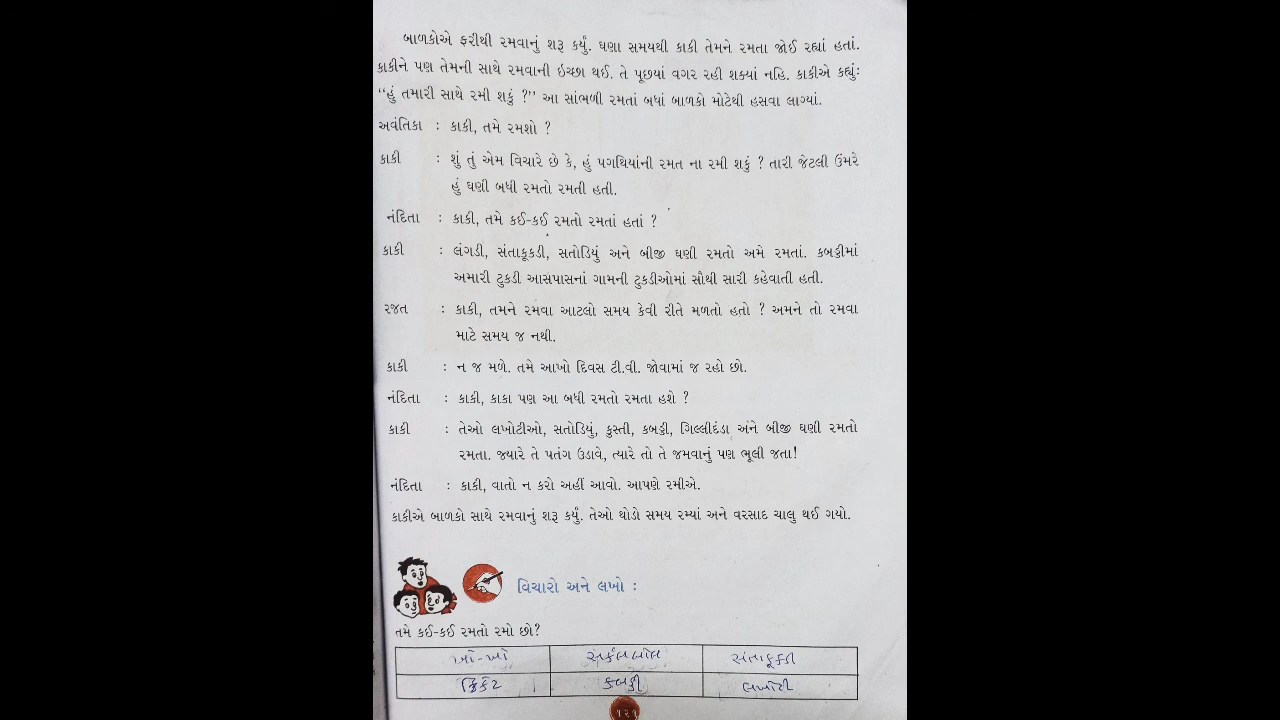 બાળકોએ ફરીથી રમવાનું શરૂ કર્યું. ઘણા સમયથી કાકી તેમને રમતા જોઈ રહ્યાં હતાં.
કાકીને પણ તેમની સાથે રમવાની ઇચ્છા થઈ. તે પૂછ્યાં વગર રહી શક્યાં નહિ. કાકીએ કહ્યું:
“હું તમારી સાથે રમી શકું ?” આ સાંભળી રમતાં બધાં બાળકો મોટેથી હસવા લાગ્યાં.
અવંતિકા : કાકી, તમે રમશો ?
કાકી : શું તું એમ વિચારે છે કે, હું પગથિયાંની રમત ના રમી શકું ? તારી જેટલી ઉંમરે
હું ઘણી બધી રમતો રમતી હતી.
નંદિતા : કાકી, તમે કઈ-કઈ રમતો રમતાં હતાં ?
કાકી : લંગડી, સંતાકૂકડી, સતોડિયું અને બીજી ઘણી રમતો અમે રમતાં. કબડ્ડીમાં
અમારી ટુકડી આસપાસનાં ગામની ટુકડીઓમાં સૌથી સારી કહેવાતી હતી.
રજત : કાકી, તમને રમવા આટલો સમય કેવી રીતે મળતો હતો ? અમને તો રમવા
માટે સમય જ નથી.
કાકી : ન જ મળે. તમે આખો દિવસ ટી.વી. જોવામાં જ રહો છો.
નંદિતા : કાકી, કાકા પણ આ બધી રમતો રમતા હશે ?
કાકી : તેઓ લખોટીઓ, સતોડિયું, કુસ્તી, કબડ્ડી, ગિલ્લીદંડા અને બીજી ઘણી રમતો
રમતા. જ્યારે તે પતંગ ઉડાવે, ત્યારે તો તે જમવાનું પણ ભૂલી જતા!
નંદિતા : કાકી, વાતો ન કરો અહીં આવો. આપણે રમીએ.
કાકીએ બાળકો સાથે રમવાનું શરૂ કર્યું. તેઓ થોડો સમય રમ્યાં અને વરસાદ ચાલુ થઈ ગયો.
વિચારો અને લખો :
તમે કઈ-કઈ રમતો રમો છો?
ખો-ખો સંતાકૂકડી
ક્રિકેટ કબડ્ડી લખોટી
૧૨૧